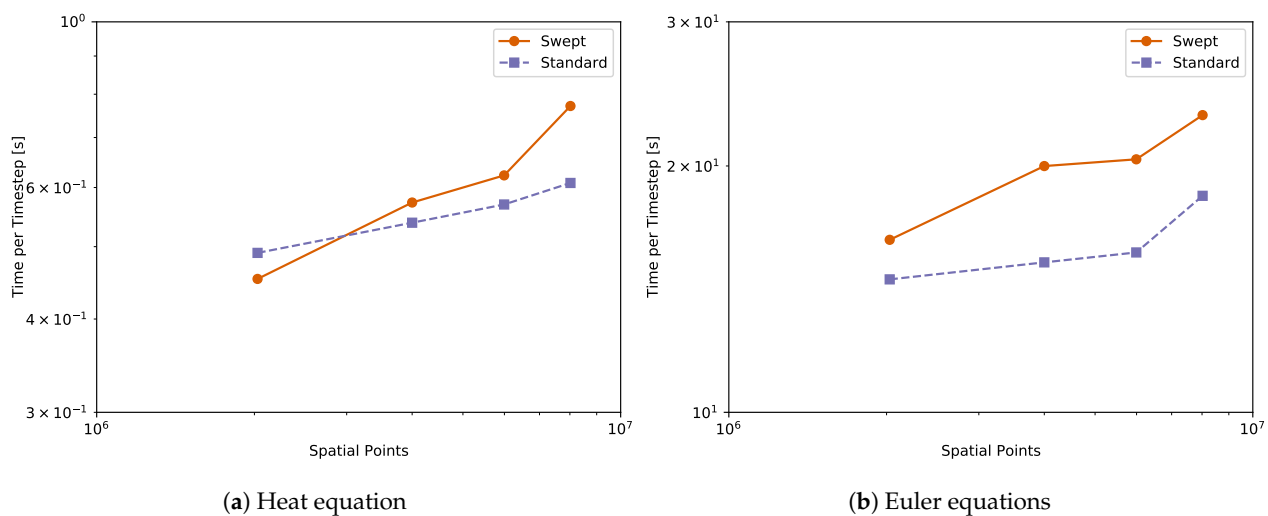 10⁰
6 × 10⁻¹
4 × 10⁻¹
3 × 10⁻¹
Time per Timestep [s]
Swept
Standard
10⁶
10⁷
Spatial Points
(a) Heat equation
3 × 10¹
2 × 10¹
10¹
Time per Timestep [s]
Swept
Standard
10⁶
10⁷
Spatial Points
(b) Euler equations